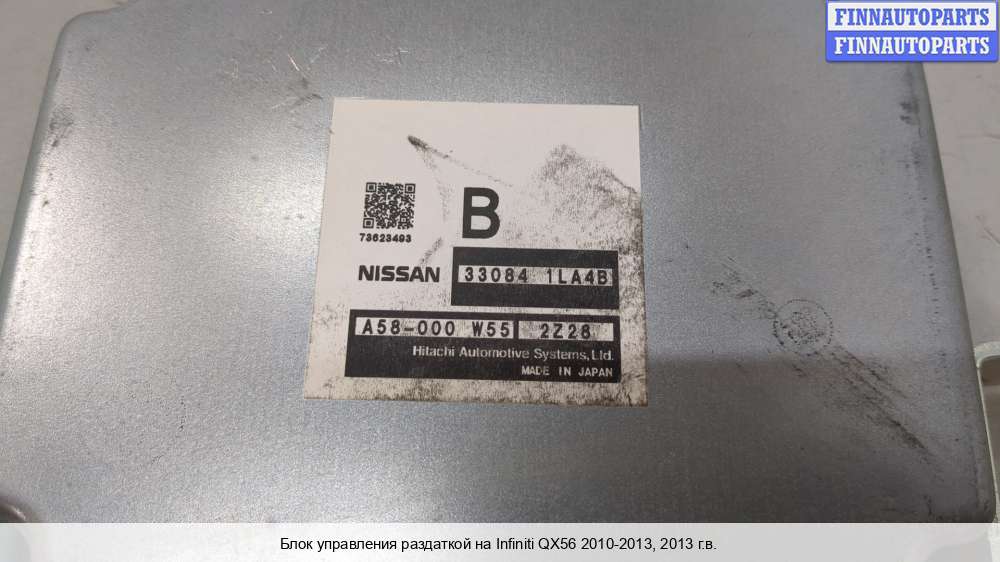 FINNAUTOPARTS
FINNAUTOPARTS
B
73623493
NISSAN 33084 1LA4B
A58-000 W55 2Z28
Hitachi Automotive Systems, Ltd.
MADE IN JAPAN
Блок управления раздаткой на Infiniti QX56 2010-2013, 2013 г.в.